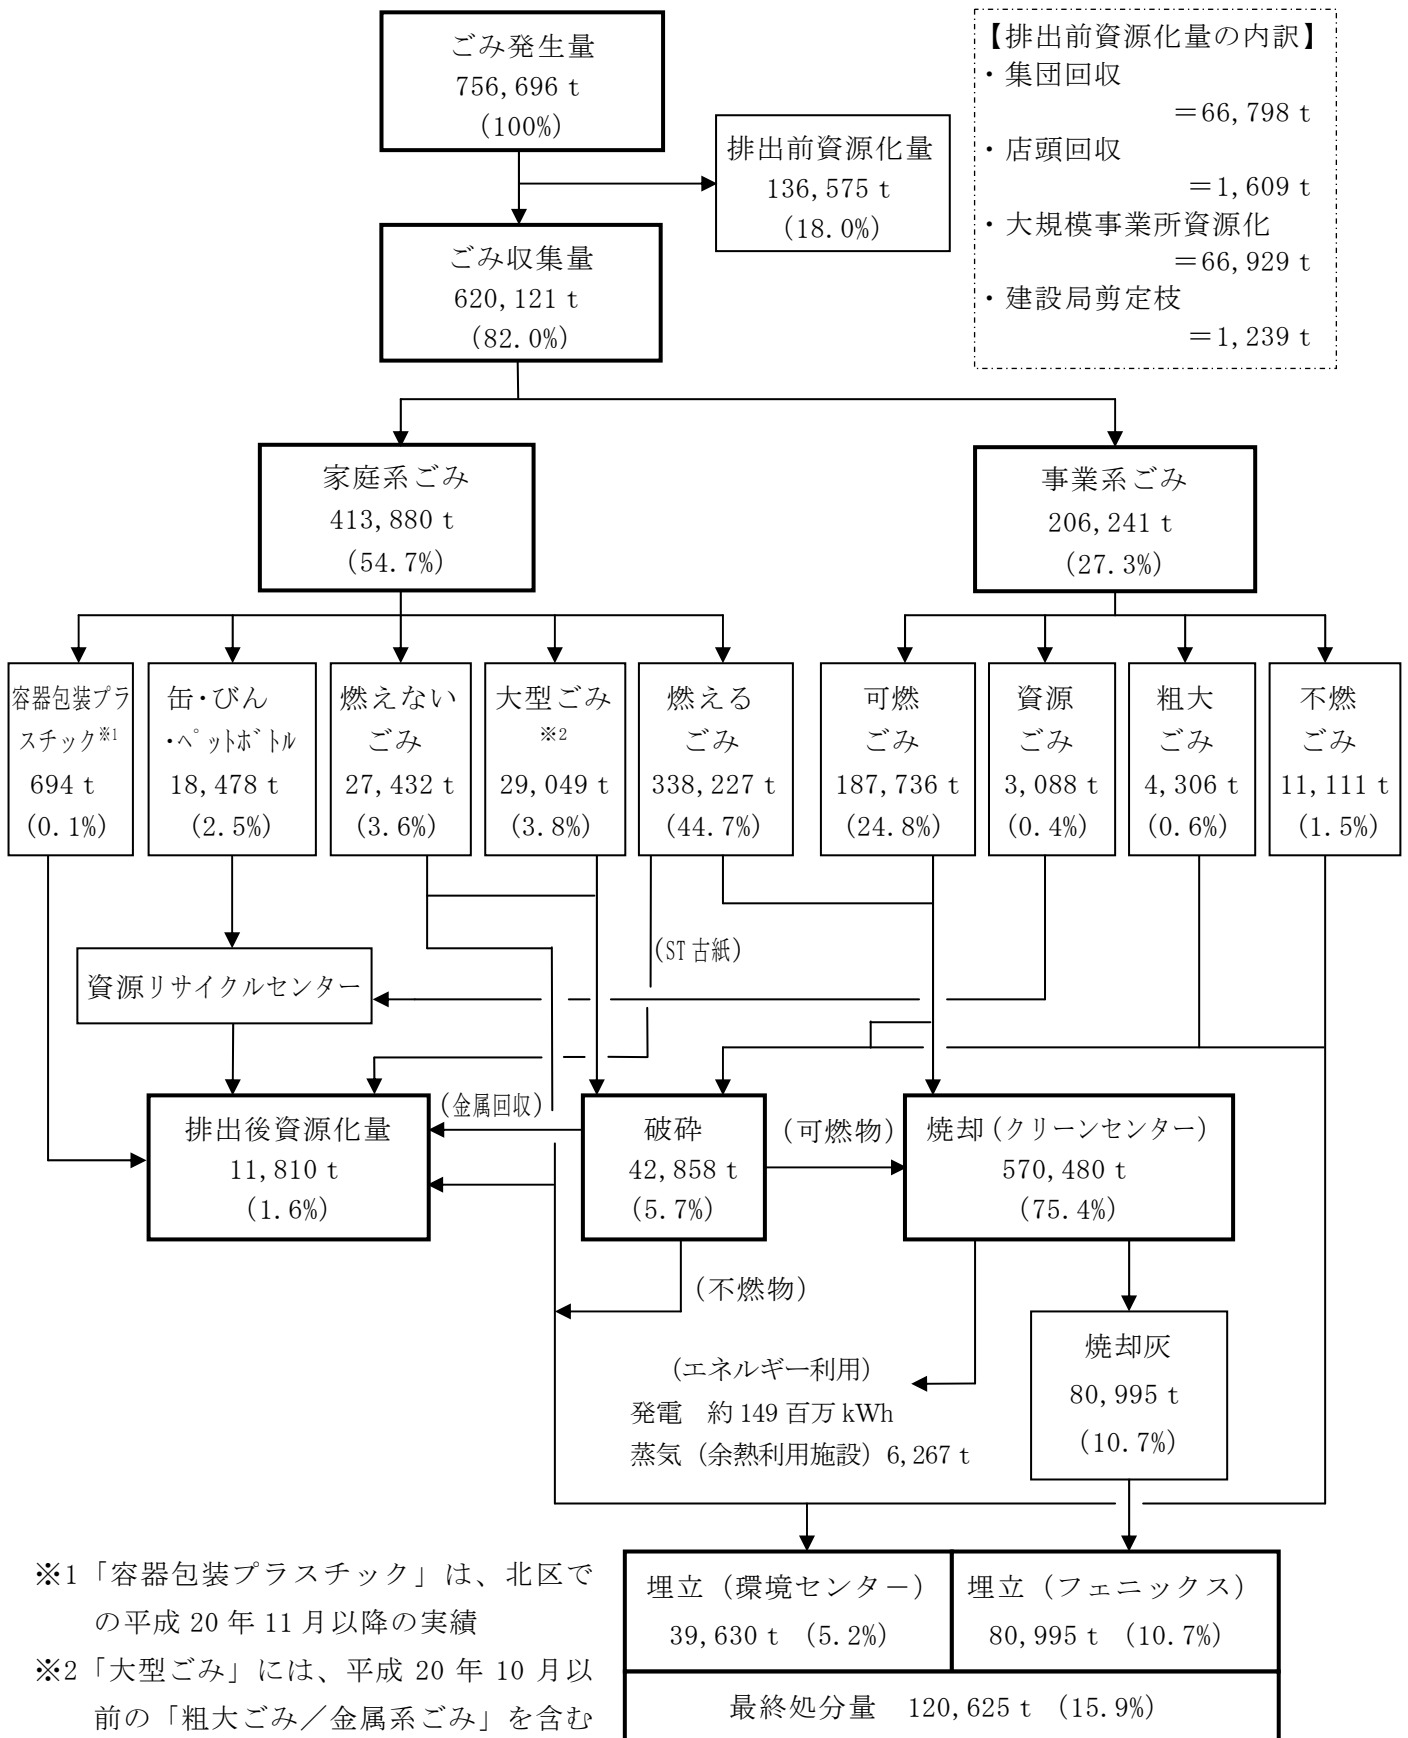 ごみ発生量
756,696 t
(100%)
排出前資源化量
136,575 t
(18.0%)
【排出前資源化量の内訳】
・集団回収
＝66,798 t
・店頭回収
＝1,609 t
・大規模事業所資源化
＝66,929 t
・建設局剪定枝
＝1,239 t
ごみ収集量
620,121 t
(82.0%)
家庭系ごみ
413,880 t
(54.7%)
事業系ごみ
206,241 t
(27.3%)
容器包装プラ
スチック※1
694 t
(0.1%)
缶・びん
・ペットボトル
18,478 t
(2.5%)
燃えない
ごみ
27,432 t
(3.6%)
大型ごみ
※2
29,049 t
(3.8%)
燃える
ごみ
338,227 t
(44.7%)
可燃
ごみ
187,736 t
(24.8%)
資源
ごみ
3,088 t
(0.4%)
粗大
ごみ
4,306 t
(0.6%)
不燃
ごみ
11,111 t
(1.5%)
(ST古紙)
資源リサイクルセンター
排出後資源化量
11,810 t
(1.6%)
(金属回収)
破砕
42,858 t
(5.7%)
(可燃物)
焼却(クリーンセンター)
570,480 t
(75.4%)
(不燃物)
(エネルギー利用)
発電　約149百万kWh
蒸気（余熱利用施設）6,267 t
焼却灰
80,995 t
(10.7%)
埋立（環境センター）
39,630 t （5.2%）
埋立（フェニックス）
80,995 t （10.7%）
最終処分量　120,625 t （15.9%）
※1「容器包装プラスチック」は、北区で
の平成20年11月以降の実績
※2「大型ごみ」には、平成20年10月以
前の「粗大ごみ／金属系ごみ」を含む